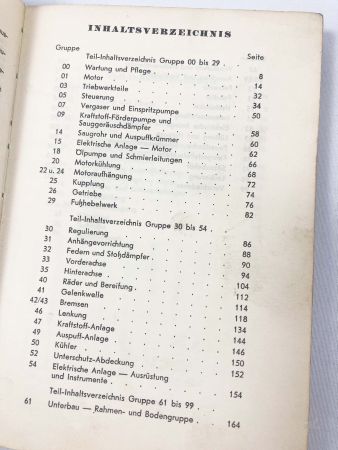 INHALTSVERZEICHNIS
Gruppe Seite
Teil-Inhaltsverzeichnis Gruppe 00 bis 29 .
00 Wartung und Pflege . 8
01 Motor . 14
03 Triebwerkteile . 32
05 Steuerung . 34
07 Vergaser und Einspritzpumpe . 50
09 Kraftstoff-Förderpumpe und
Sauggeräuschdämpfer . 58
14 Saugrohr und Auspuffkrümmer . 60
15 Elektrische Anlage — Motor . 62
18 Ölpumpe und Schmierleitungen . 66
20 Motorkühlung . 68
22 u. 24 Motoraufhängung . 72
25 Kupplung . 74
26 Getriebe . 76
29 Fußhebelwerk . 82
Teil-Inhaltsverzeichnis Gruppe 30 bis 54 .
30 Regulierung . 86
31 Anhängevorrichtung . 88
32 Federn und Stoßdämpfer . 90
33 Vorderachse . 94
35 Hinterachse . 104
40 Räder und Bereifung . 112
41 Gelenkwelle . 114
42/43 Bremsen . 118
46 Lenkung . 134
47 Kraftstoff-Anlage . 144
49 Auspuff-Anlage . 146
50 Kühler . 150
52 Unterschutz-Abdeckung . 152
54 Elektrische Anlage — Ausrüstung
und Instrumente . 154
Teil-Inhaltsverzeichnis Gruppe 61 bis 99 . .
61 Unterbau — Rahmen- und Bodengruppe . 164